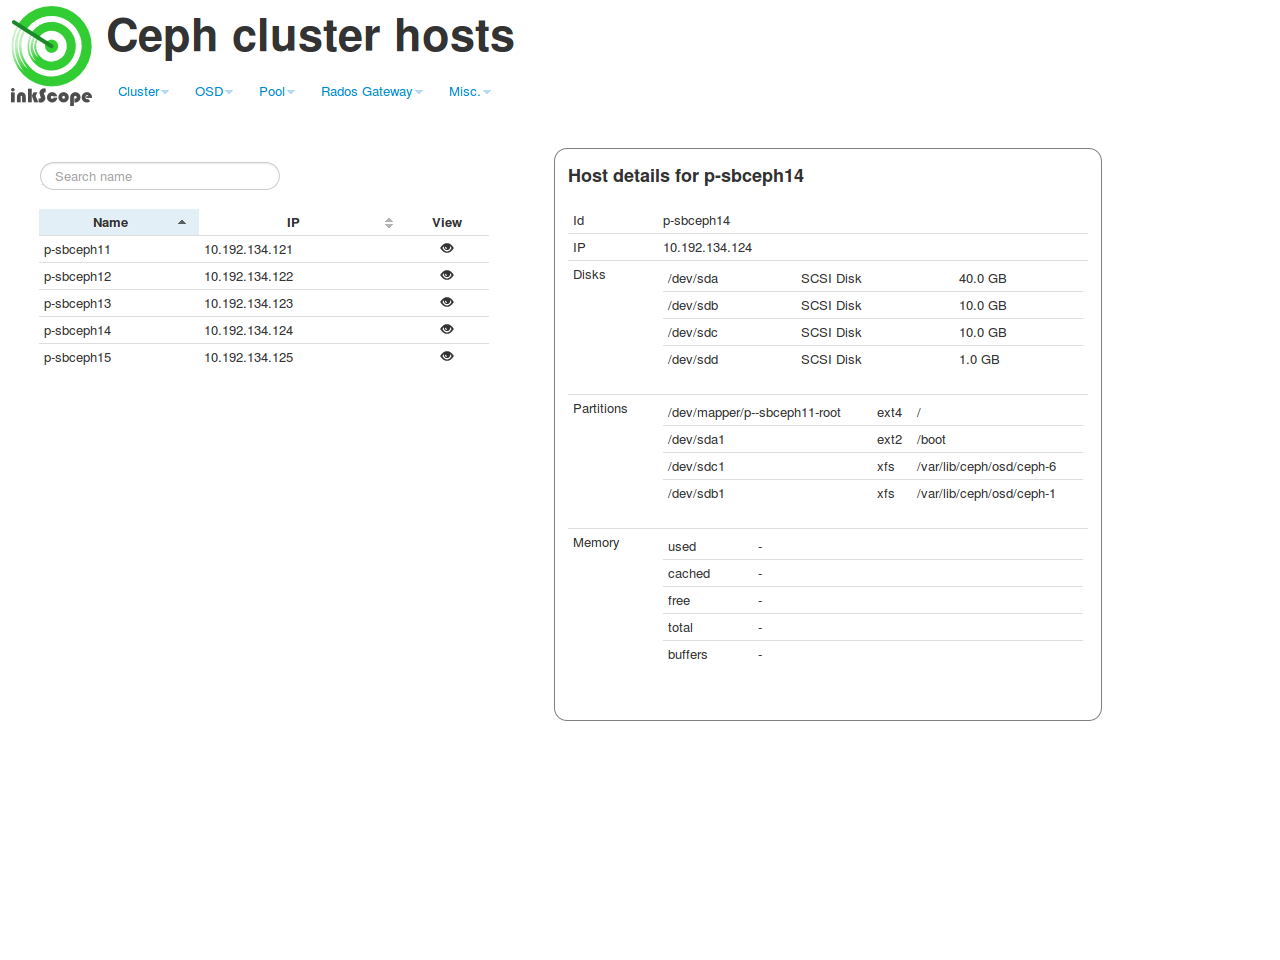 Ceph cluster hosts
inkScope
Cluster OSD Pool Rados Gateway Misc.
Search name
Name IP View
p-sbceph11 10.192.134.121
p-sbceph12 10.192.134.122
p-sbceph13 10.192.134.123
p-sbceph14 10.192.134.124
p-sbceph15 10.192.134.125
Host details for p-sbceph14
Id p-sbceph14
IP 10.192.134.124
Disks /dev/sda SCSI Disk 40.0 GB
/dev/sdb SCSI Disk 10.0 GB
/dev/sdc SCSI Disk 10.0 GB
/dev/sdd SCSI Disk 1.0 GB
Partitions /dev/mapper/p--sbceph11-root ext4 /
/dev/sda1 ext2 /boot
/dev/sdc1 xfs /var/lib/ceph/osd/ceph-6
/dev/sdb1 xfs /var/lib/ceph/osd/ceph-1
Memory used -
cached -
free -
total -
buffers -